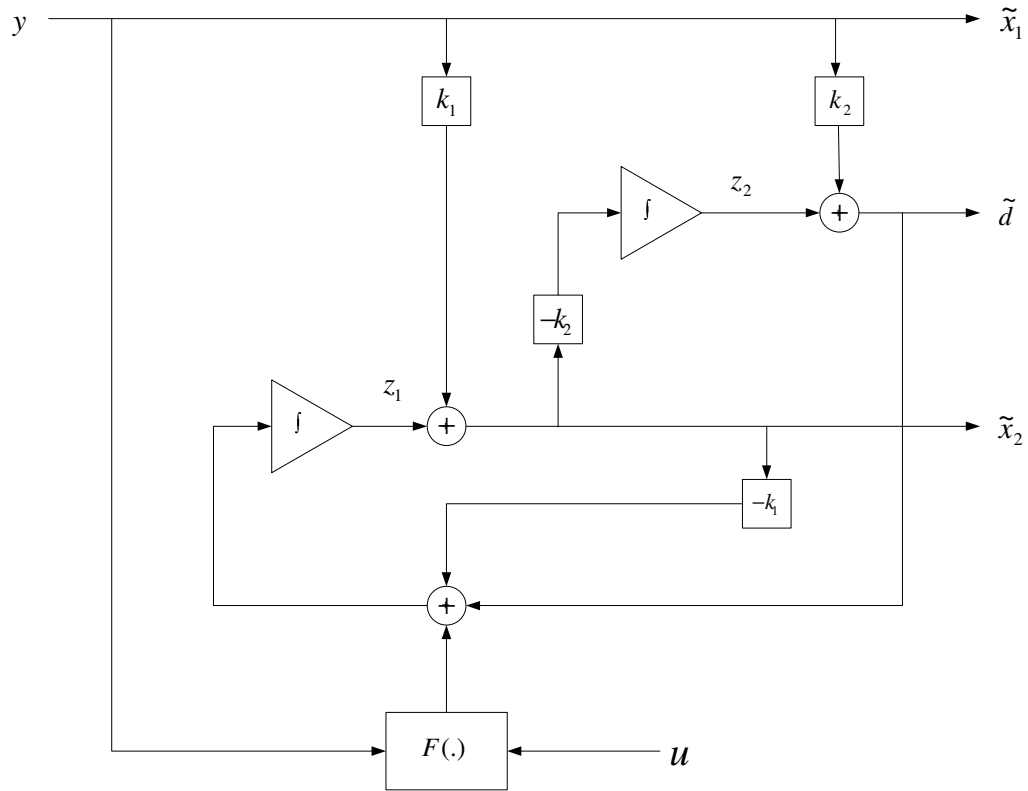 y
x̃₁
k₁
k₂
∫
z₂
+
d̃
−k₂
∫
z₁
+
x̃₂
−k₁
+
F(.)
u